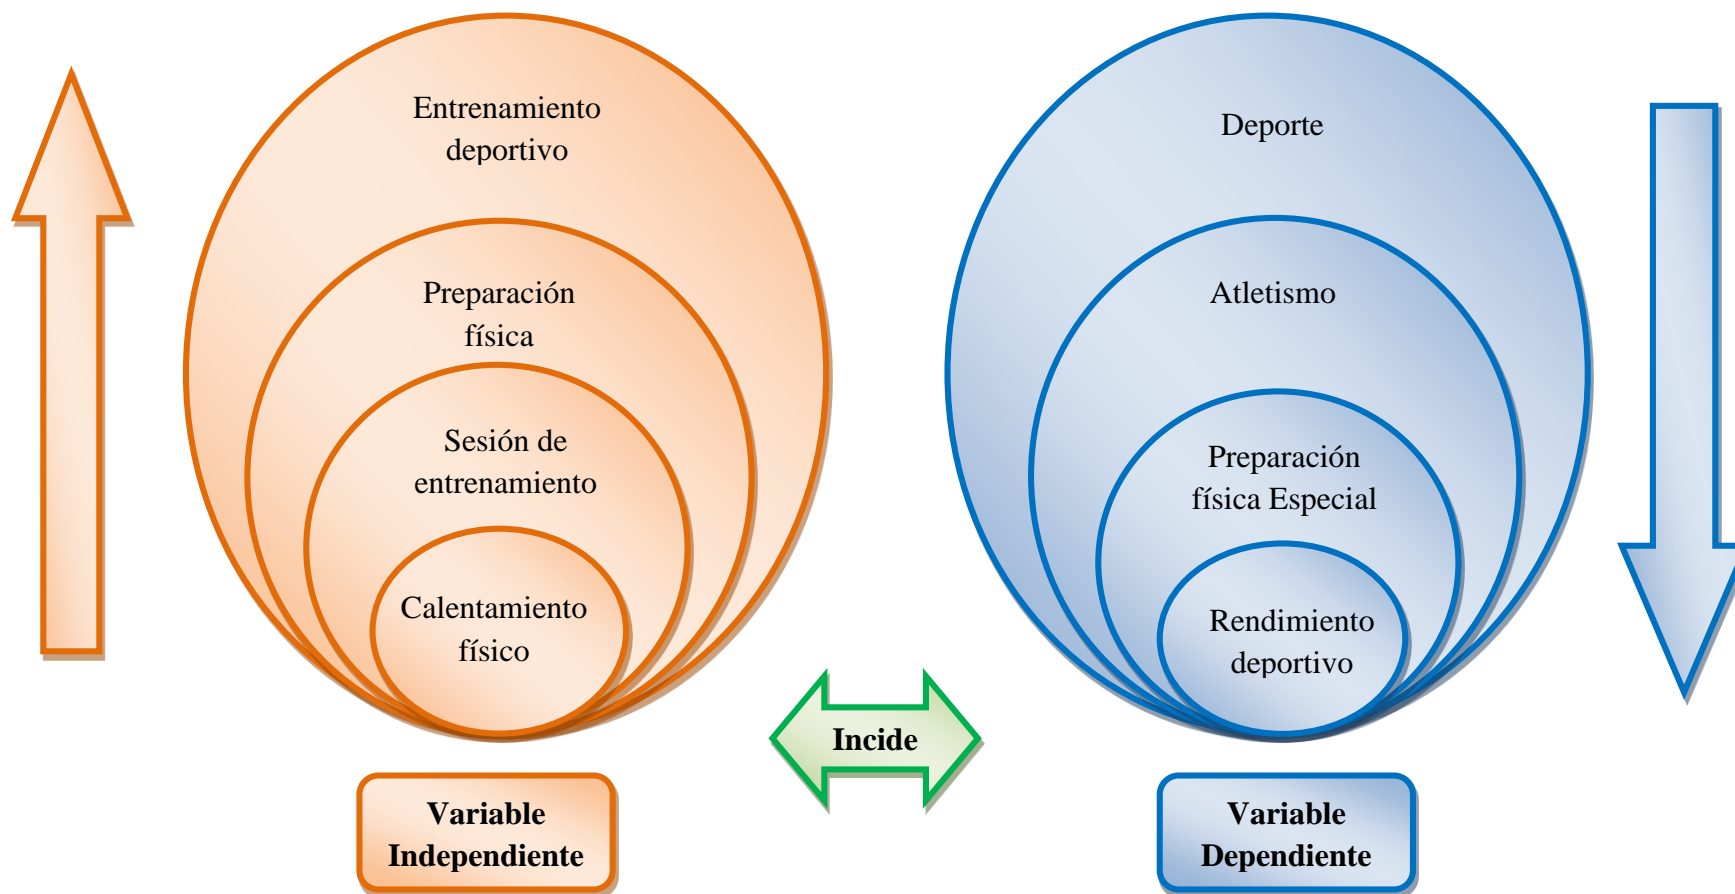 Entrenamiento
deportivo
Preparación
física
Sesión de
entrenamiento
Calentamiento
físico
Variable
Independiente
Incide
Deporte
Atletismo
Preparación
física Especial
Rendimiento
deportivo
Variable
Dependiente